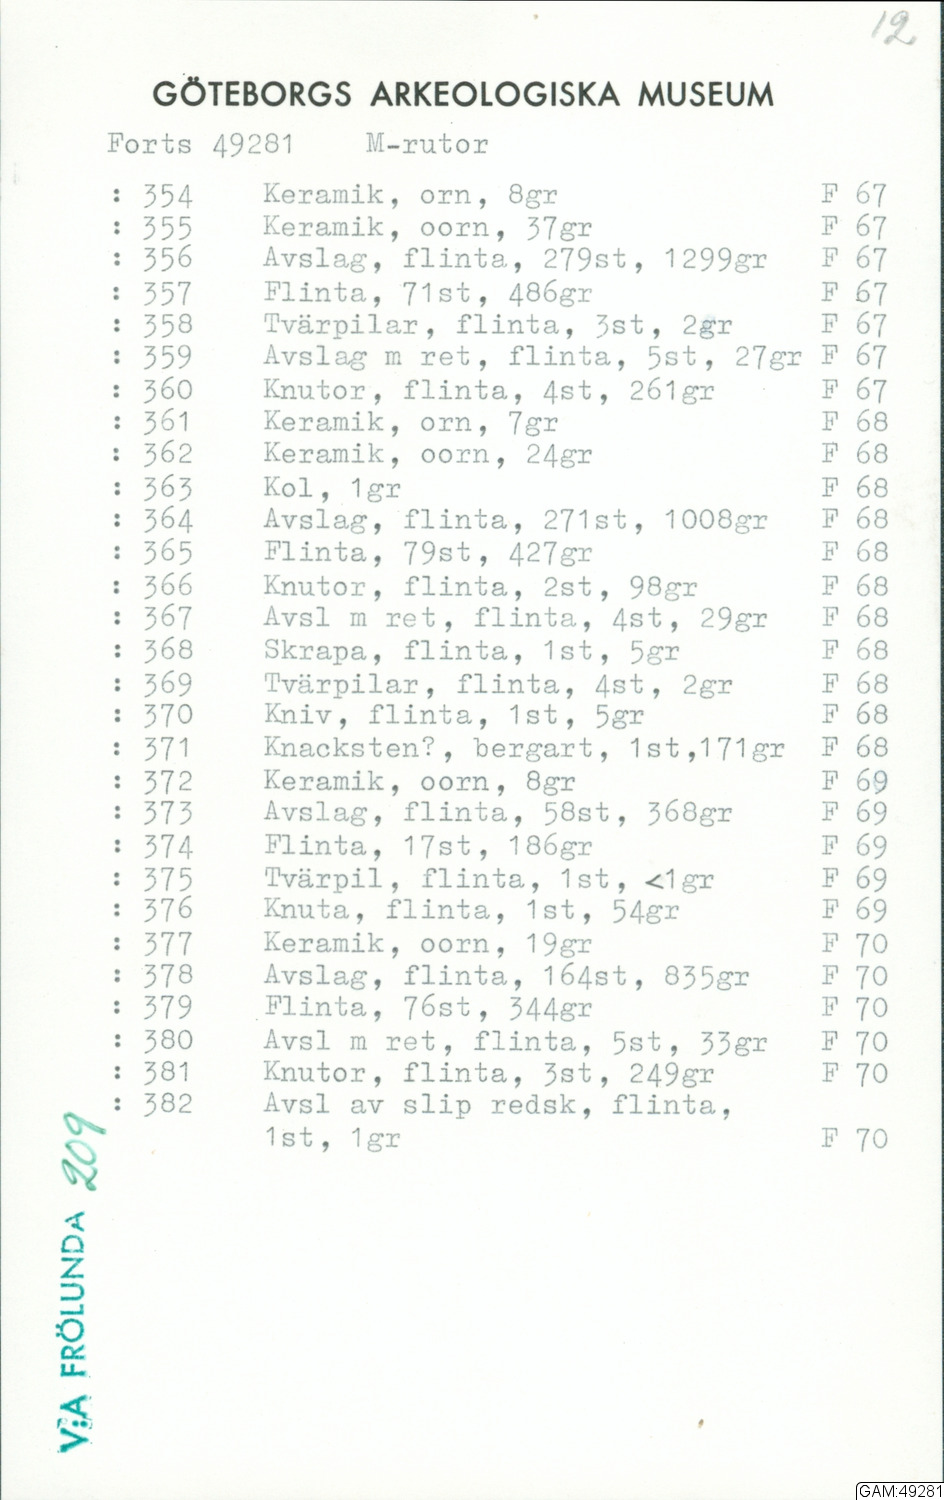 12
GÖTEBORGS ARKEOLOGISKA MUSEUM
Forts 49281 M-rutor
: 354 Keramik, orn, 8gr F 67
: 355 Keramik, oorn, 37gr F 67
: 356 Avslag, flinta, 279st, 1299gr F 67
: 357 Flinta, 71st, 486gr F 67
: 358 Tvärpilar, flinta, 3st, 2gr F 67
: 359 Avslag m ret, flinta, 5st, 27gr F 67
: 360 Knutor, flinta, 4st, 261gr F 67
: 361 Keramik, orn, 7gr F 68
: 362 Keramik, oorn, 24gr F 68
: 363 Kol, 1gr F 68
: 364 Avslag, flinta, 271st, 1008gr F 68
: 365 Flinta, 79st, 427gr F 68
: 366 Knutor, flinta, 2st, 98gr F 68
: 367 Avsl m ret, flinta, 4st, 29gr F 68
: 368 Skrapa, flinta, 1st, 5gr F 68
: 369 Tvärpilar, flinta, 4st, 2gr F 68
: 370 Kniv, flinta, 1st, 5gr F 68
: 371 Knacksten?, bergart, 1st,171gr F 68
: 372 Keramik, oorn, 8gr F 69
: 373 Avslag, flinta, 58st, 368gr F 69
: 374 Flinta, 17st, 186gr F 69
: 375 Tvärpil, flinta, 1st, <1gr F 69
: 376 Knuta, flinta, 1st, 54gr F 69
: 377 Keramik, oorn, 19gr F 70
: 378 Avslag, flinta, 164st, 835gr F 70
: 379 Flinta, 76st, 344gr F 70
: 380 Avsl m ret, flinta, 5st, 33gr F 70
: 381 Knutor, flinta, 3st, 249gr F 70
: 382 Avsl av slip redsk, flinta,
1st, 1gr F 70
V:A FRÖLUNDA 209
GAM:49281